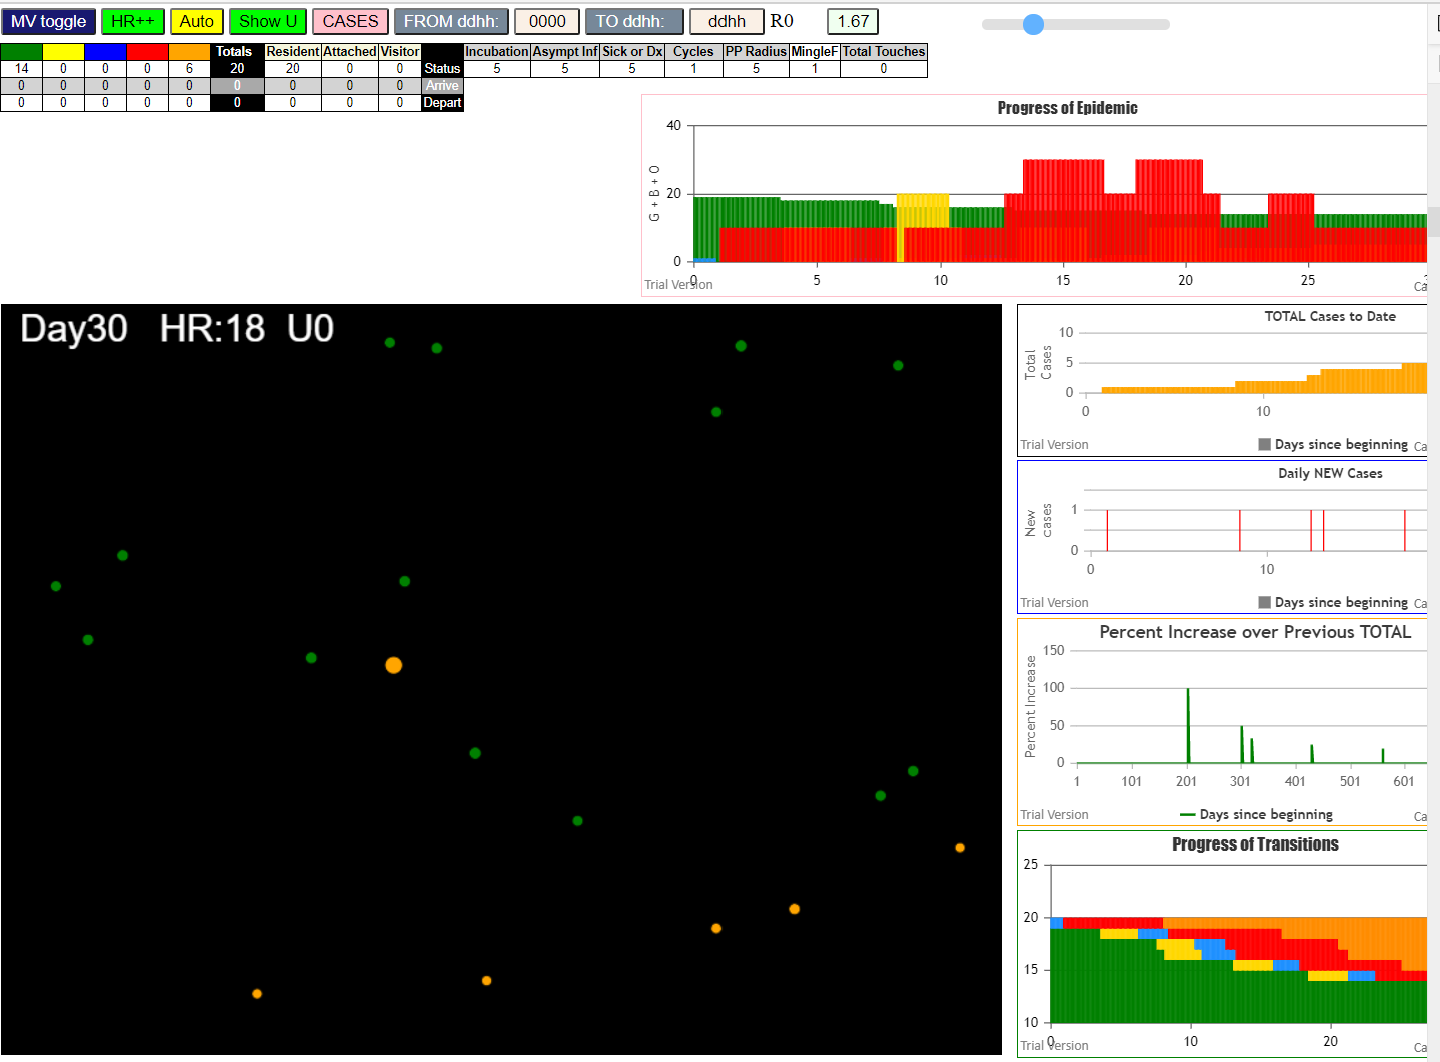 MV toggle HR++ Auto Show U CASES FROM ddhh: 0000 TO ddhh: ddhh R0 1.67
Totals Resident Attached Visitor Incubation Asympt Inf Sick or Dx Cycles PP Radius MingleF Total Touches
14 0 0 0 6 20 20 0 0 Status 5 5 5 1 5 1 0
0 0 0 0 0 0 0 0 0 Arrive
0 0 0 0 0 0 0 0 0 Depart
Progress of Epidemic
40
20
0
G + B + O
0 5 10 15 20 25
Trial Version Ca
Day30 HR:18 U0
TOTAL Cases to Date
10
5
0
Total
Cases
0 10
Days since beginning
Trial Version Ca
Daily NEW Cases
1
0
New
cases
0 10
Days since beginning
Trial Version Ca
Percent Increase over Previous TOTAL
150
100
50
0
Percent Increase
1 101 201 301 401 501 601
Days since beginning
Trial Version Ca
Progress of Transitions
25
20
15
10
0 10 20
Trial Version Ca